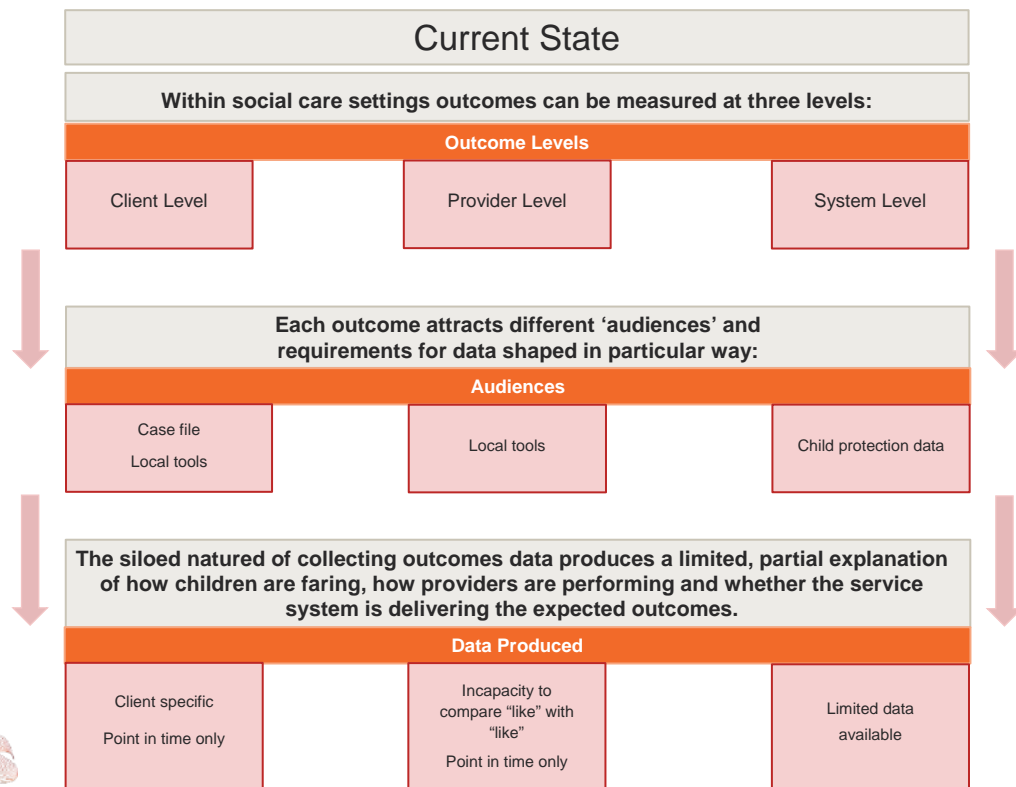 Current State
Within social care settings outcomes can be measured at three levels:
Outcome Levels
Client Level
Provider Level
System Level
Each outcome attracts different ‘audiences’ and
requirements for data shaped in particular way:
Audiences
Case file
Local tools
Local tools
Child protection data
The siloed natured of collecting outcomes data produces a limited, partial explanation
of how children are faring, how providers are performing and whether the service
system is delivering the expected outcomes.
Data Produced
Client specific
Point in time only
Incapacity to
compare “like” with
“like”
Point in time only
Limited data
available